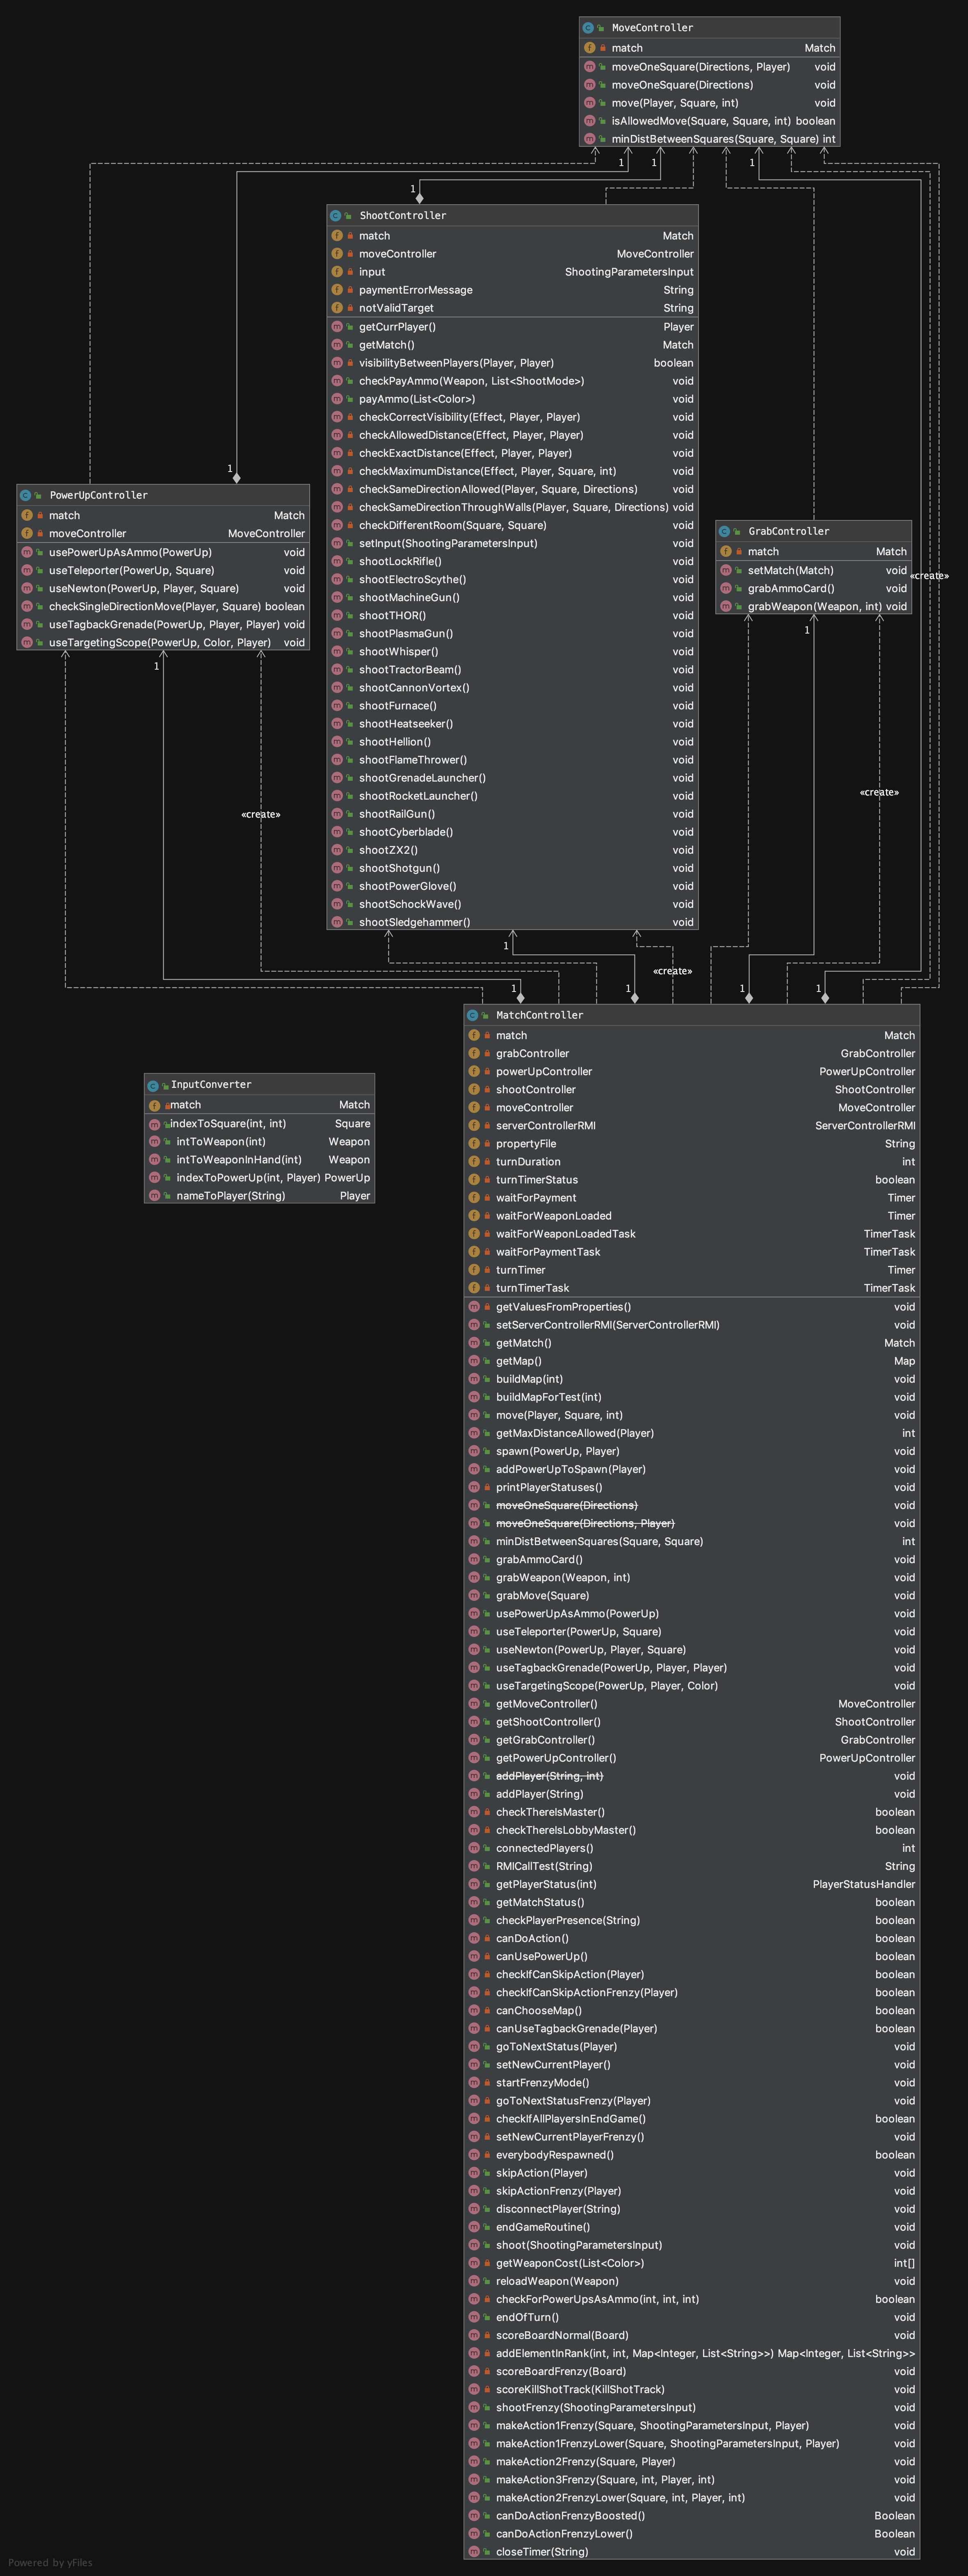 MoveController
match Match
moveOneSquare(Directions, Player) void
moveOneSquare(Directions) void
move(Player, Square, int) void
isAllowedMove(Square, Square, int) boolean
minDistBetweenSquares(Square, Square) int
1 1 1
1
ShootController
match Match
moveController MoveController
input ShootingParametersInput
paymentErrorMessage String
notValidTarget String
getCurrPlayer() Player
getMatch() Match
visibilityBetweenPlayers(Player, Player) boolean
checkPayAmmo(Weapon, List<ShootMode>) void
payAmmo(List<Color>) void
checkCorrectVisibility(Effect, Player, Player) void
checkAllowedDistance(Effect, Player, Player) void
checkExactDistance(Effect, Player, Player) void
checkMaximumDistance(Effect, Player, Square, int) void
checkSameDirectionAllowed(Player, Square, Directions) void
checkSameDirectionThroughWalls(Player, Square, Directions) void
checkDifferentRoom(Square, Square) void
setInput(ShootingParametersInput) void
shootLockRifle() void
shootElectroScythe() void
shootMachineGun() void
shootTHOR() void
shootPlasmaGun() void
shootWhisper() void
shootTractorBeam() void
shootCannonVortex() void
shootFurnace() void
shootHeatseeker() void
shootHellion() void
shootFlameThrower() void
shootGrenadeLauncher() void
shootRocketLauncher() void
shootRailGun() void
shootCyberblade() void
shootZX2() void
shootShotgun() void
shootPowerGlove() void
shootSchockWave() void
shootSledgehammer() void
1
PowerUpController
match Match
moveController MoveController
usePowerUpAsAmmo(PowerUp) void
useTeleporter(PowerUp, Square) void
useNewton(PowerUp, Player, Square) void
checkSingleDirectionMove(Player, Square) boolean
useTagbackGrenade(PowerUp, Player, Player) void
useTargetingScope(PowerUp, Color, Player) void
1
GrabController
match Match
setMatch(Match) void
grabAmmoCard() void
grabWeapon(Weapon, int) void
1
«create»
«create»
«create»
1
«create»
1 1 1 1
MatchController
match Match
grabController GrabController
powerUpController PowerUpController
shootController ShootController
moveController MoveController
serverControllerRMI ServerControllerRMI
propertyFile String
turnDuration int
turnTimerStatus boolean
waitForPayment Timer
waitForWeaponLoaded Timer
waitForWeaponLoadedTask TimerTask
waitForPaymentTask TimerTask
turnTimer Timer
turnTimerTask TimerTask
getValuesFromProperties() void
setServerControllerRMI(ServerControllerRMI) void
getMatch() Match
getMap() Map
buildMap(int) void
buildMapForTest(int) void
move(Player, Square, int) void
getMaxDistanceAllowed(Player) int
spawn(PowerUp, Player) void
addPowerUpToSpawn(Player) void
printPlayerStatuses() void
moveOneSquare(Directions) void
moveOneSquare(Directions, Player) void
minDistBetweenSquares(Square, Square) int
grabAmmoCard() void
grabWeapon(Weapon, int) void
grabMove(Square) void
usePowerUpAsAmmo(PowerUp) void
useTeleporter(PowerUp, Square) void
useNewton(PowerUp, Player, Square) void
useTagbackGrenade(PowerUp, Player, Player) void
useTargetingScope(PowerUp, Player, Color) void
getMoveController() MoveController
getShootController() ShootController
getGrabController() GrabController
getPowerUpController() PowerUpController
addPlayer(String, int) void
addPlayer(String) void
checkThereIsMaster() boolean
checkThereIsLobbyMaster() boolean
connectedPlayers() int
RMICallTest(String) String
getPlayerStatus(int) PlayerStatusHandler
getMatchStatus() boolean
checkPlayerPresence(String) boolean
canDoAction() boolean
canUsePowerUp() boolean
checkIfCanSkipAction(Player) boolean
checkIfCanSkipActionFrenzy(Player) boolean
canChooseMap() boolean
canUseTagbackGrenade(Player) boolean
goToNextStatus(Player) void
setNewCurrentPlayer() void
startFrenzyMode() void
goToNextStatusFrenzy(Player) void
checkIfAllPlayersInEndGame() boolean
setNewCurrentPlayerFrenzy() void
everybodyRespawned() boolean
skipAction(Player) void
skipActionFrenzy(Player) void
disconnectPlayer(String) void
endGameRoutine() void
shoot(ShootingParametersInput) void
getWeaponCost(List<Color>) int[]
reloadWeapon(Weapon) void
checkForPowerUpsAsAmmo(int, int, int) boolean
endOfTurn() void
scoreBoardNormal(Board) void
addElementInRank(int, int, Map<Integer, List<String>>) Map<Integer, List<String>>
scoreBoardFrenzy(Board) void
scoreKillShotTrack(KillShotTrack) void
shootFrenzy(ShootingParametersInput) void
makeAction1Frenzy(Square, ShootingParametersInput, Player) void
makeAction1FrenzyLower(Square, ShootingParametersInput, Player) void
makeAction2Frenzy(Square, Player) void
makeAction3Frenzy(Square, int, Player, int) void
makeAction2FrenzyLower(Square, int, Player, int) void
canDoActionFrenzyBoosted() Boolean
canDoActionFrenzyLower() Boolean
closeTimer(String) void
InputConverter
match Match
indexToSquare(int, int) Square
intToWeapon(int) Weapon
intToWeaponInHand(int) Weapon
indexToPowerUp(int, Player) PowerUp
nameToPlayer(String) Player
Powered by yFiles